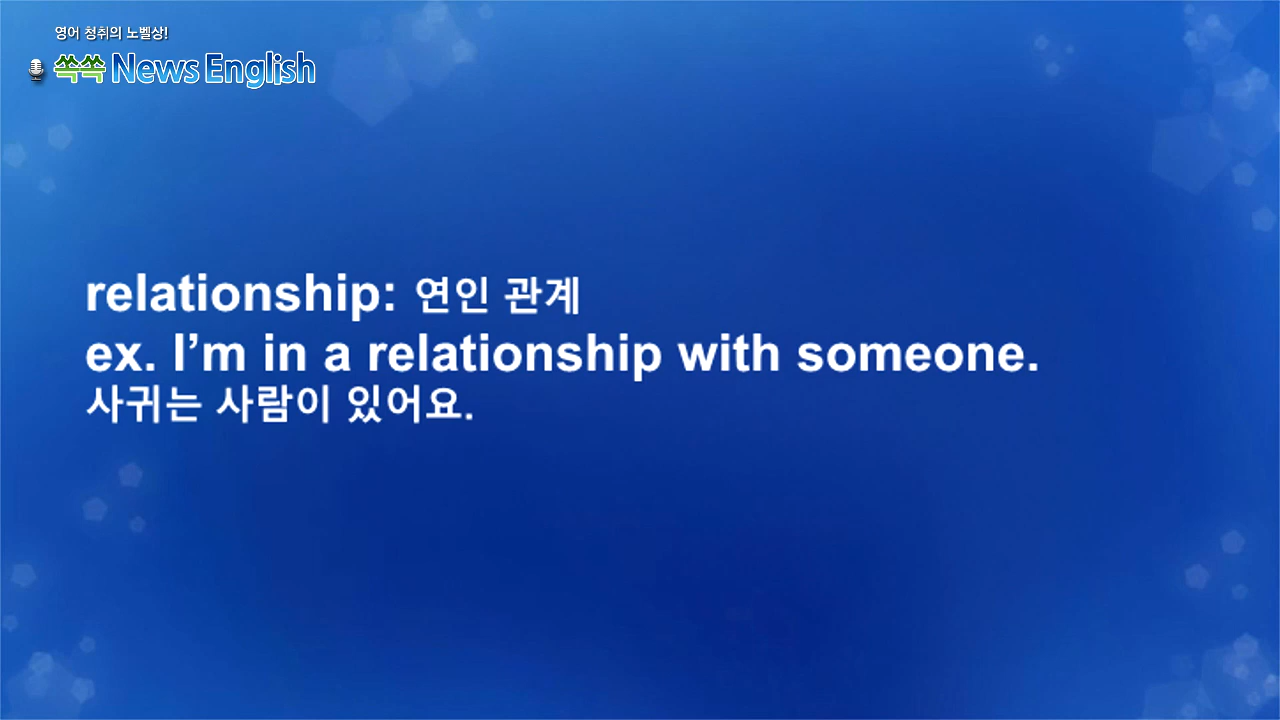 영어 청취의 노벨상!
쏙쏙 News English
relationship: 연인 관계
ex. I’m in a relationship with someone.
사귀는 사람이 있어요.